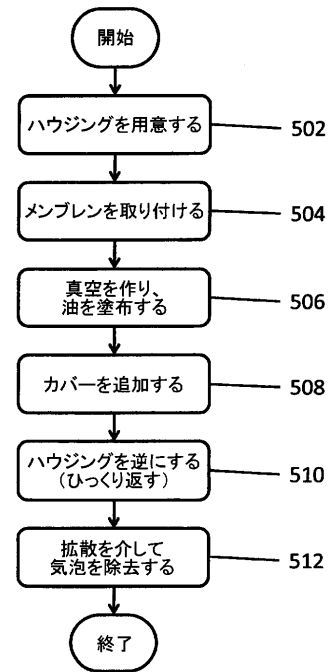 開始
ハウジングを用意する
502
メンブレンを取り付ける
504
真空を作り、
油を塗布する
506
カバーを追加する
508
ハウジングを逆にする
(ひっくり返す)
510
拡散を介して
気泡を除去する
512
終了